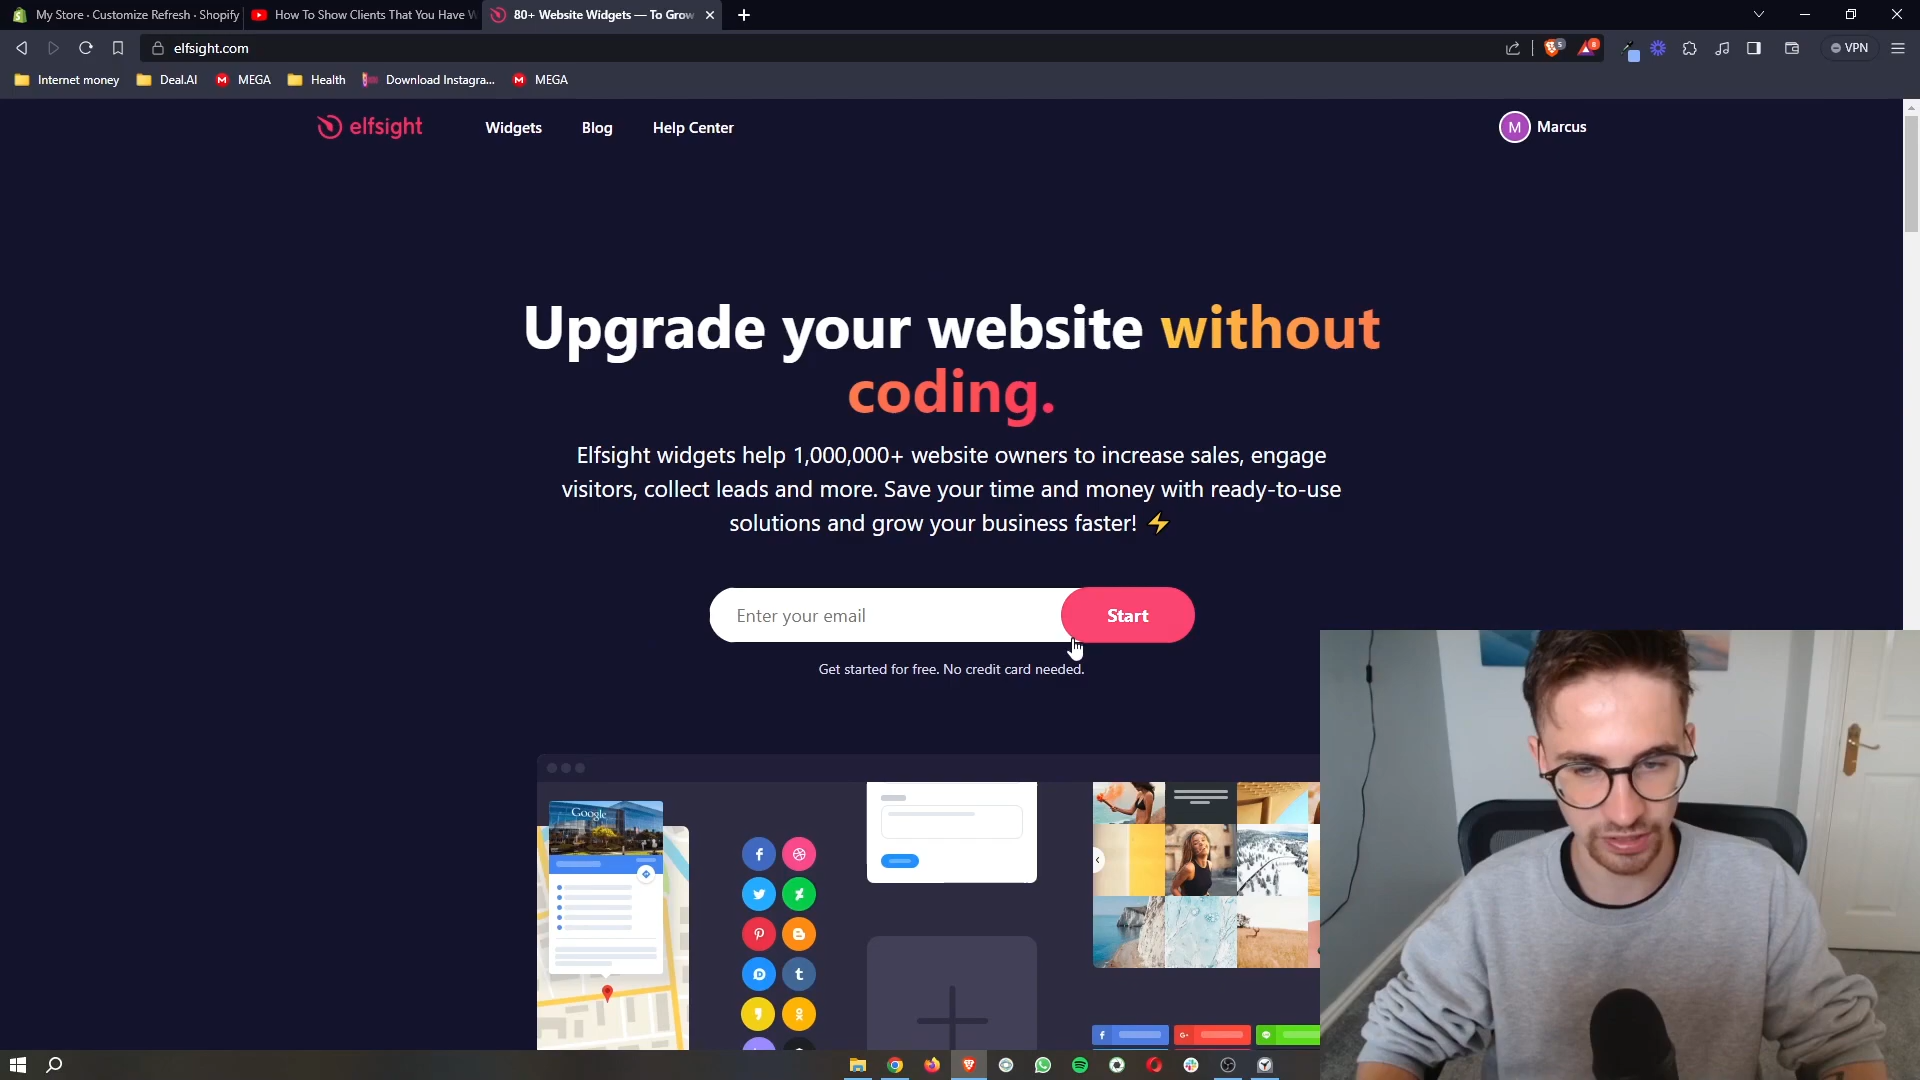 My Store · Customize Refresh · Shopify
How To Show Clients That You Have W
80+ Website Widgets — To Grow
elfsight.com
5
8
VPN
Internet money
Deal.AI
MEGA
Health
Download Instagra...
MEGA
elfsight
Widgets
Blog
Help Center
M
Marcus
Upgrade your website without
coding.
Elfsight widgets help 1,000,000+ website owners to increase sales, engage
visitors, collect leads and more. Save your time and money with ready-to-use
solutions and grow your business faster! ⚡
Enter your email
Start
Get started for free. No credit card needed.
Google